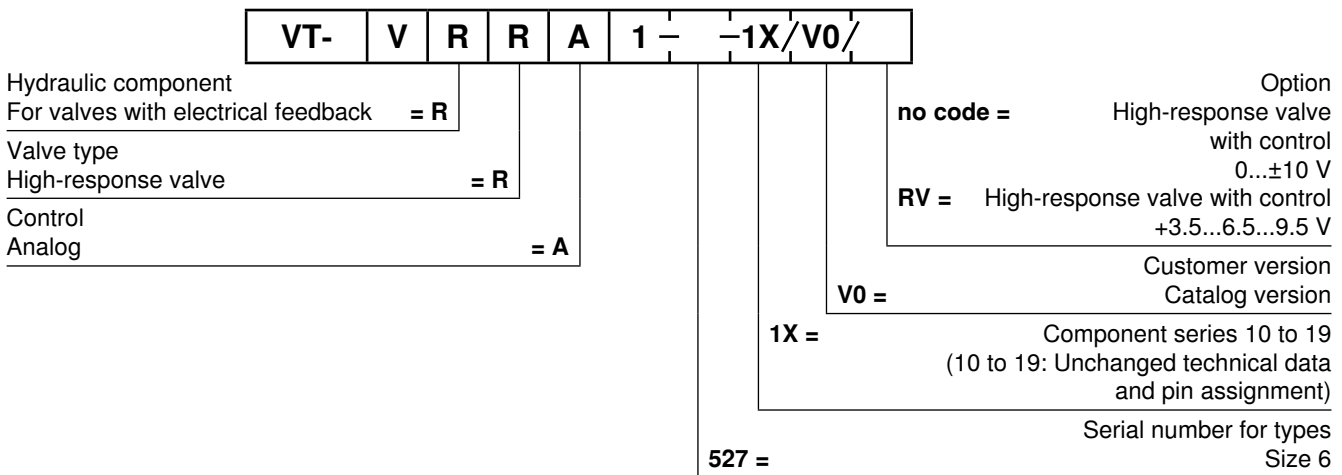 VT- V R R A 1 – –1X/V0/
Hydraulic component
For valves with electrical feedback = R
Valve type
High-response valve = R
Control
Analog = A
Option
no code = High-response valve
with control
0...±10 V
RV = High-response valve with control
+3.5...6.5...9.5 V
Customer version
V0 = Catalog version
1X = Component series 10 to 19
(10 to 19: Unchanged technical data
and pin assignment)
Serial number for types
527 = Size 6